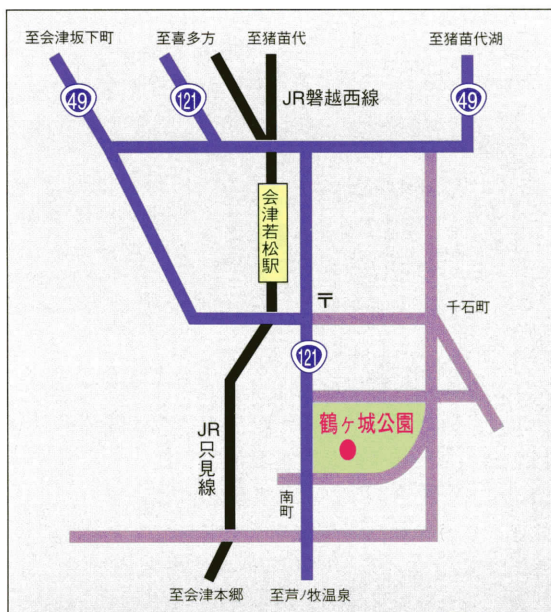 至会津坂下町
至喜多方
至猪苗代
至猪苗代湖
49
121
JR磐越西線
49
会津若松駅
〒
千石町
121
鶴ヶ城公園
JR只見線
南町
至会津本郷
至芦ノ牧温泉